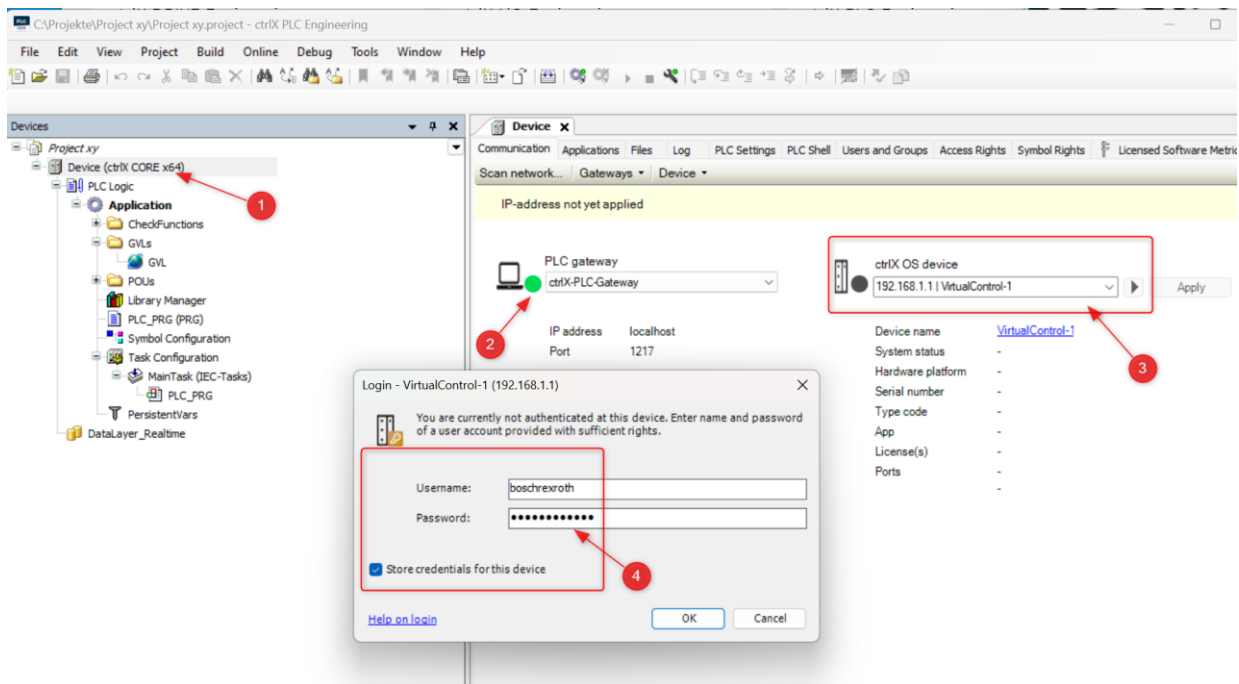 C:\Projekte\Project xy\Project xy.project - ctrlX PLC Engineering
File Edit View Project Build Online Debug Tools Window Help
Devices
Project xy
Device (ctrlX CORE x64)
PLC Logic
Application
CheckFunctions
GVLs
GVL
POUs
Library Manager
PLC_PRG (PRG)
Symbol Configuration
Task Configuration
MainTask (IEC-Tasks)
PLC_PRG
PersistentVars
DataLayer_Realtime
1
Device
Communication Applications Files Log PLC Settings PLC Shell Users and Groups Access Rights Symbol Rights Licensed Software Metric
Scan network... Gateways Device
IP-address not yet applied
PLC gateway
ctrlX-PLC-Gateway
2
IP address localhost
Port 1217
ctrlX OS device
192.168.1.1 | VirtualControl-1
Apply
3
Device name VirtualControl-1
System status -
Hardware platform -
Serial number -
Type code -
App -
License(s) -
Ports -
-
Login - VirtualControl-1 (192.168.1.1)
You are currently not authenticated at this device. Enter name and password
of a user account provided with sufficient rights.
Username: boschrexroth
Password: ••••••••••••
4
Store credentials for this device
Help on login
OK Cancel